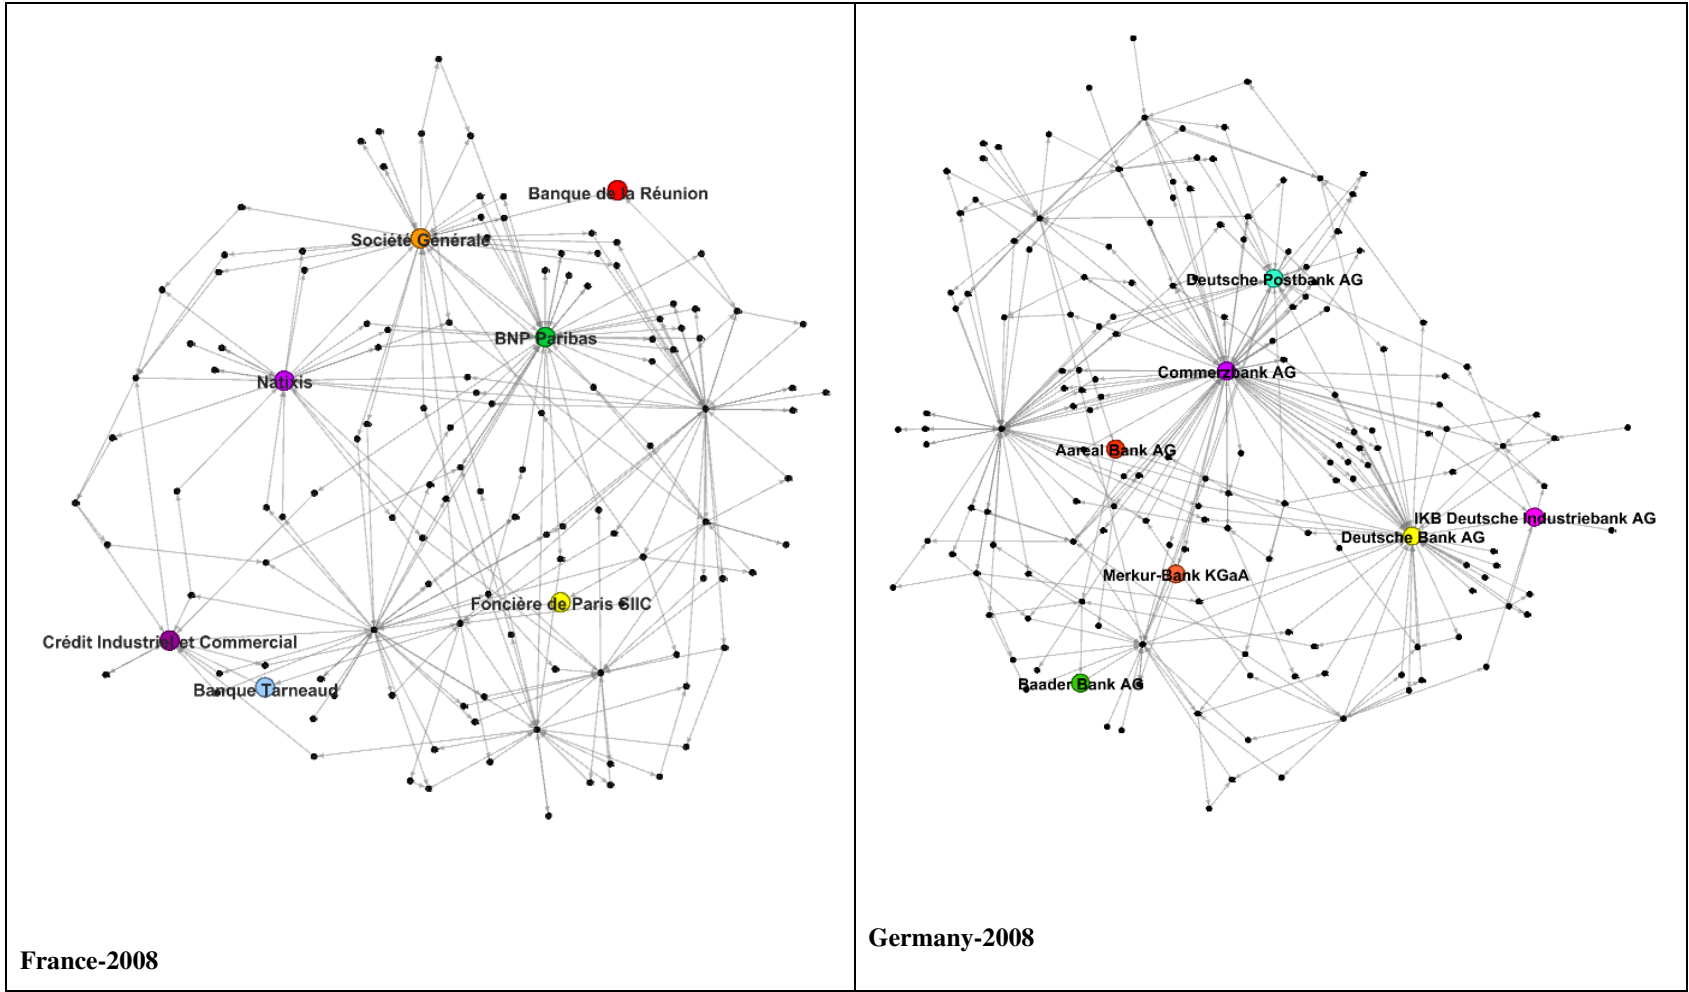 Banque de la Réunion
Société Générale
BNP Paribas
Natixis
Foncière de Paris SIIC
Crédit Industriel et Commercial
Banque Tarneaud
France-2008
Deutsche Postbank AG
Commerzbank AG
Aareal Bank AG
IKB Deutsche Industriebank AG
Deutsche Bank AG
Merkur-Bank KGaA
Baader Bank AG
Germany-2008